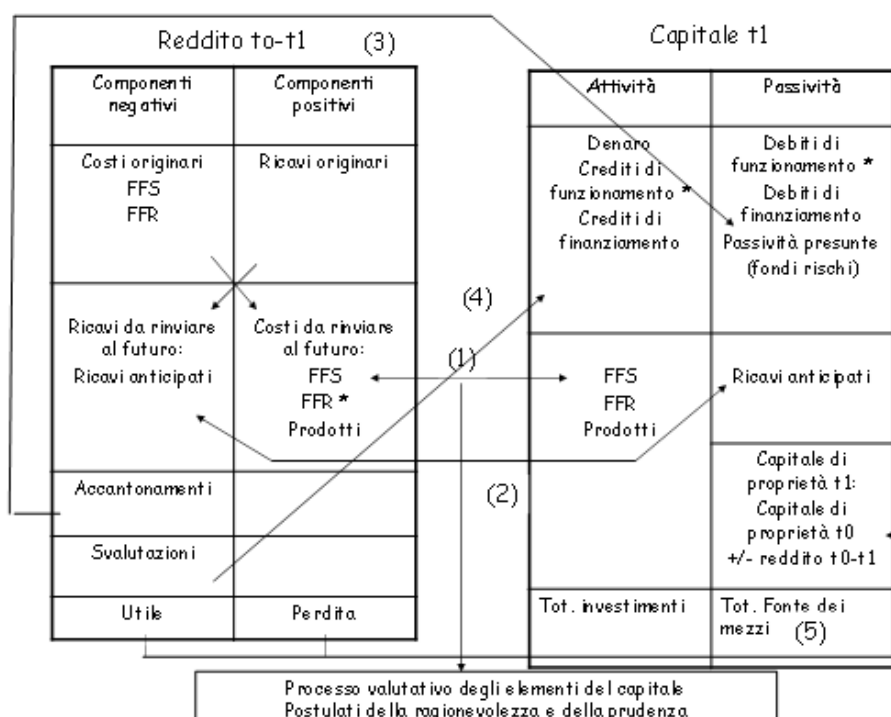 Reddito to-t1
(3)
Componenti
negativi
Componenti
positivi
Costi originari
FFS
FFR
Ricavi originari
Ricavi da rinviare
al futuro:
Ricavi anticipati
Costi da rinviare
al futuro:
FFS
FFR *
Prodotti
Accantonamenti
Svalutazioni
Utile
Perdita
(4)
(1)
(2)
Capitale t1
Attività
Passività
Denaro
Crediti di
funzionamento *
Crediti di
finanziamento
Debiti di
funzionamento *
Debiti di
finanziamento
Passività presunte
(fondi rischi)
FFS
FFR
Prodotti
Ricavi anticipati
Capitale di
proprietà t1:
Capitale di
proprietà t0
+/- reddito t0-t1
Tot. investimenti
Tot. Fonte dei
mezzi (5)
Processo valutativo degli elementi del capitale
Postulati della ragionevolezza e della prudenza